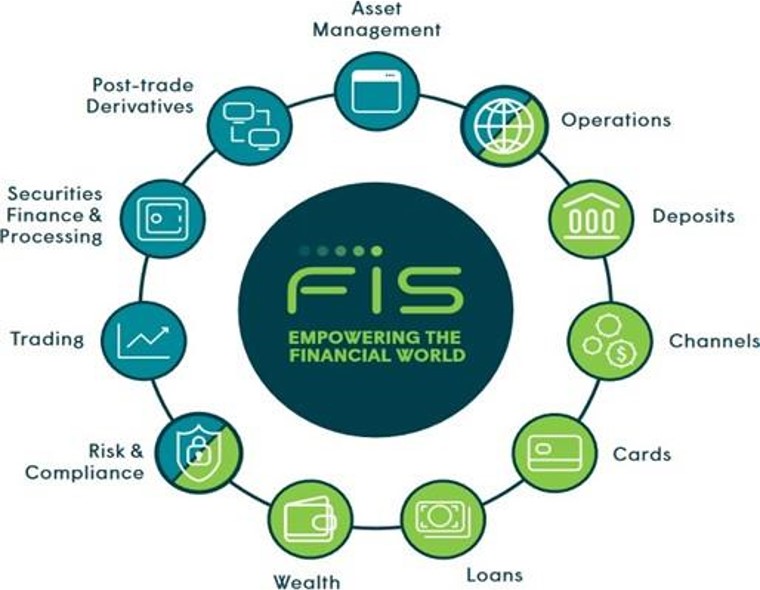 Asset
Management
Operations
Deposits
Channels
$
Cards
Loans
Wealth
Risk &
Compliance
Trading
Securities
Finance &
Processing
Post-trade
Derivatives
FIS
EMPOWERING THE
FINANCIAL WORLD